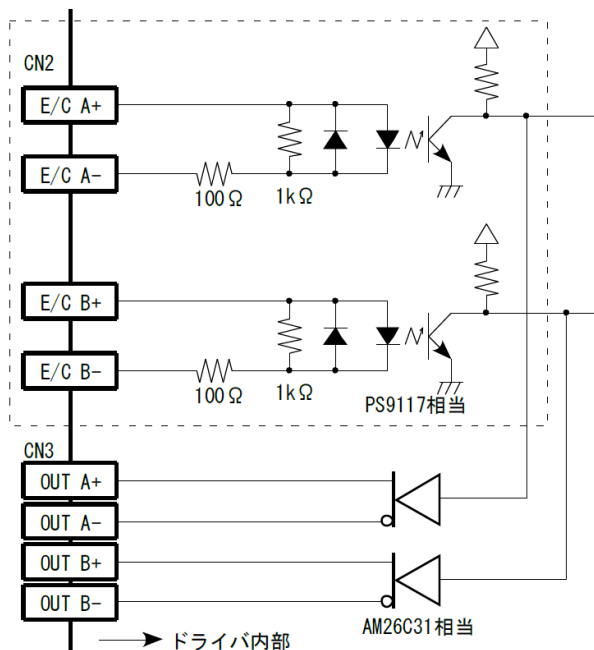 CN2
E/C A+
E/C A-
100Ω
1kΩ
E/C B+
E/C B-
100Ω
1kΩ
PS9117相当
CN3
OUT A+
OUT A-
OUT B+
OUT B-
AM26C31相当
ドライバ内部